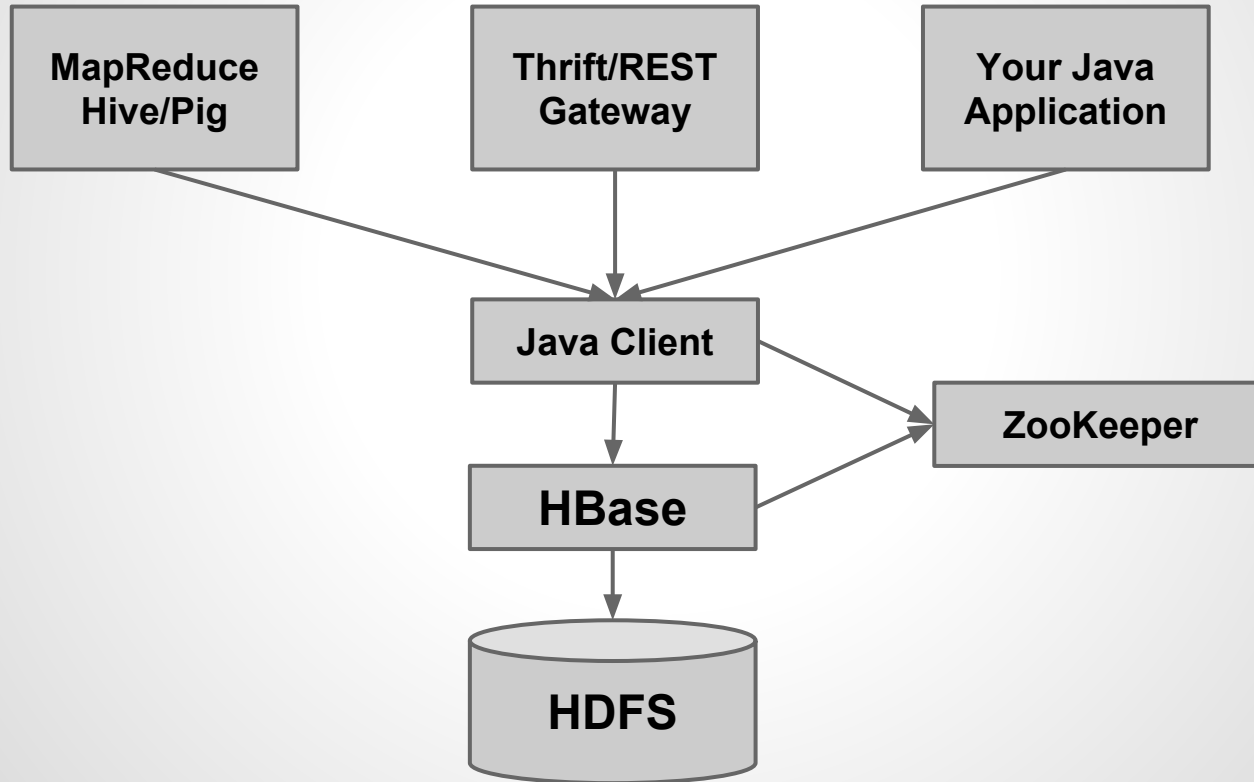 MapReduce
Hive/Pig
Thrift/REST
Gateway
Your Java
Application
Java Client
ZooKeeper
HBase
HDFS